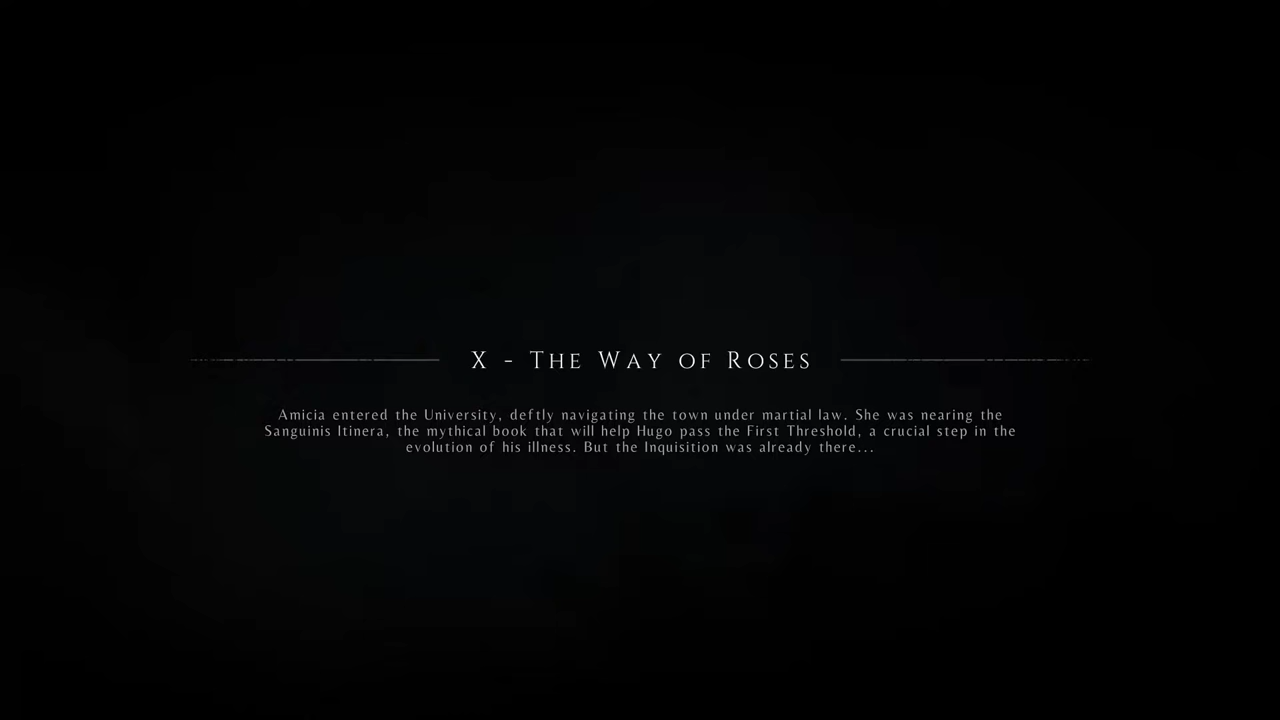 X - The Way of Roses
Amicia entered the University, deftly navigating the town under martial law. She was nearing the
Sanguinis Itinera, the mythical book that will help Hugo pass the First Threshold, a crucial step in the
evolution of his illness. But the Inquisition was already there...